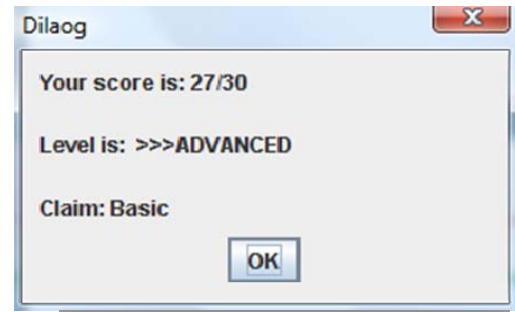 Dilaog
Your score is: 27/30
Level is: >>>ADVANCED
Claim: Basic
OK